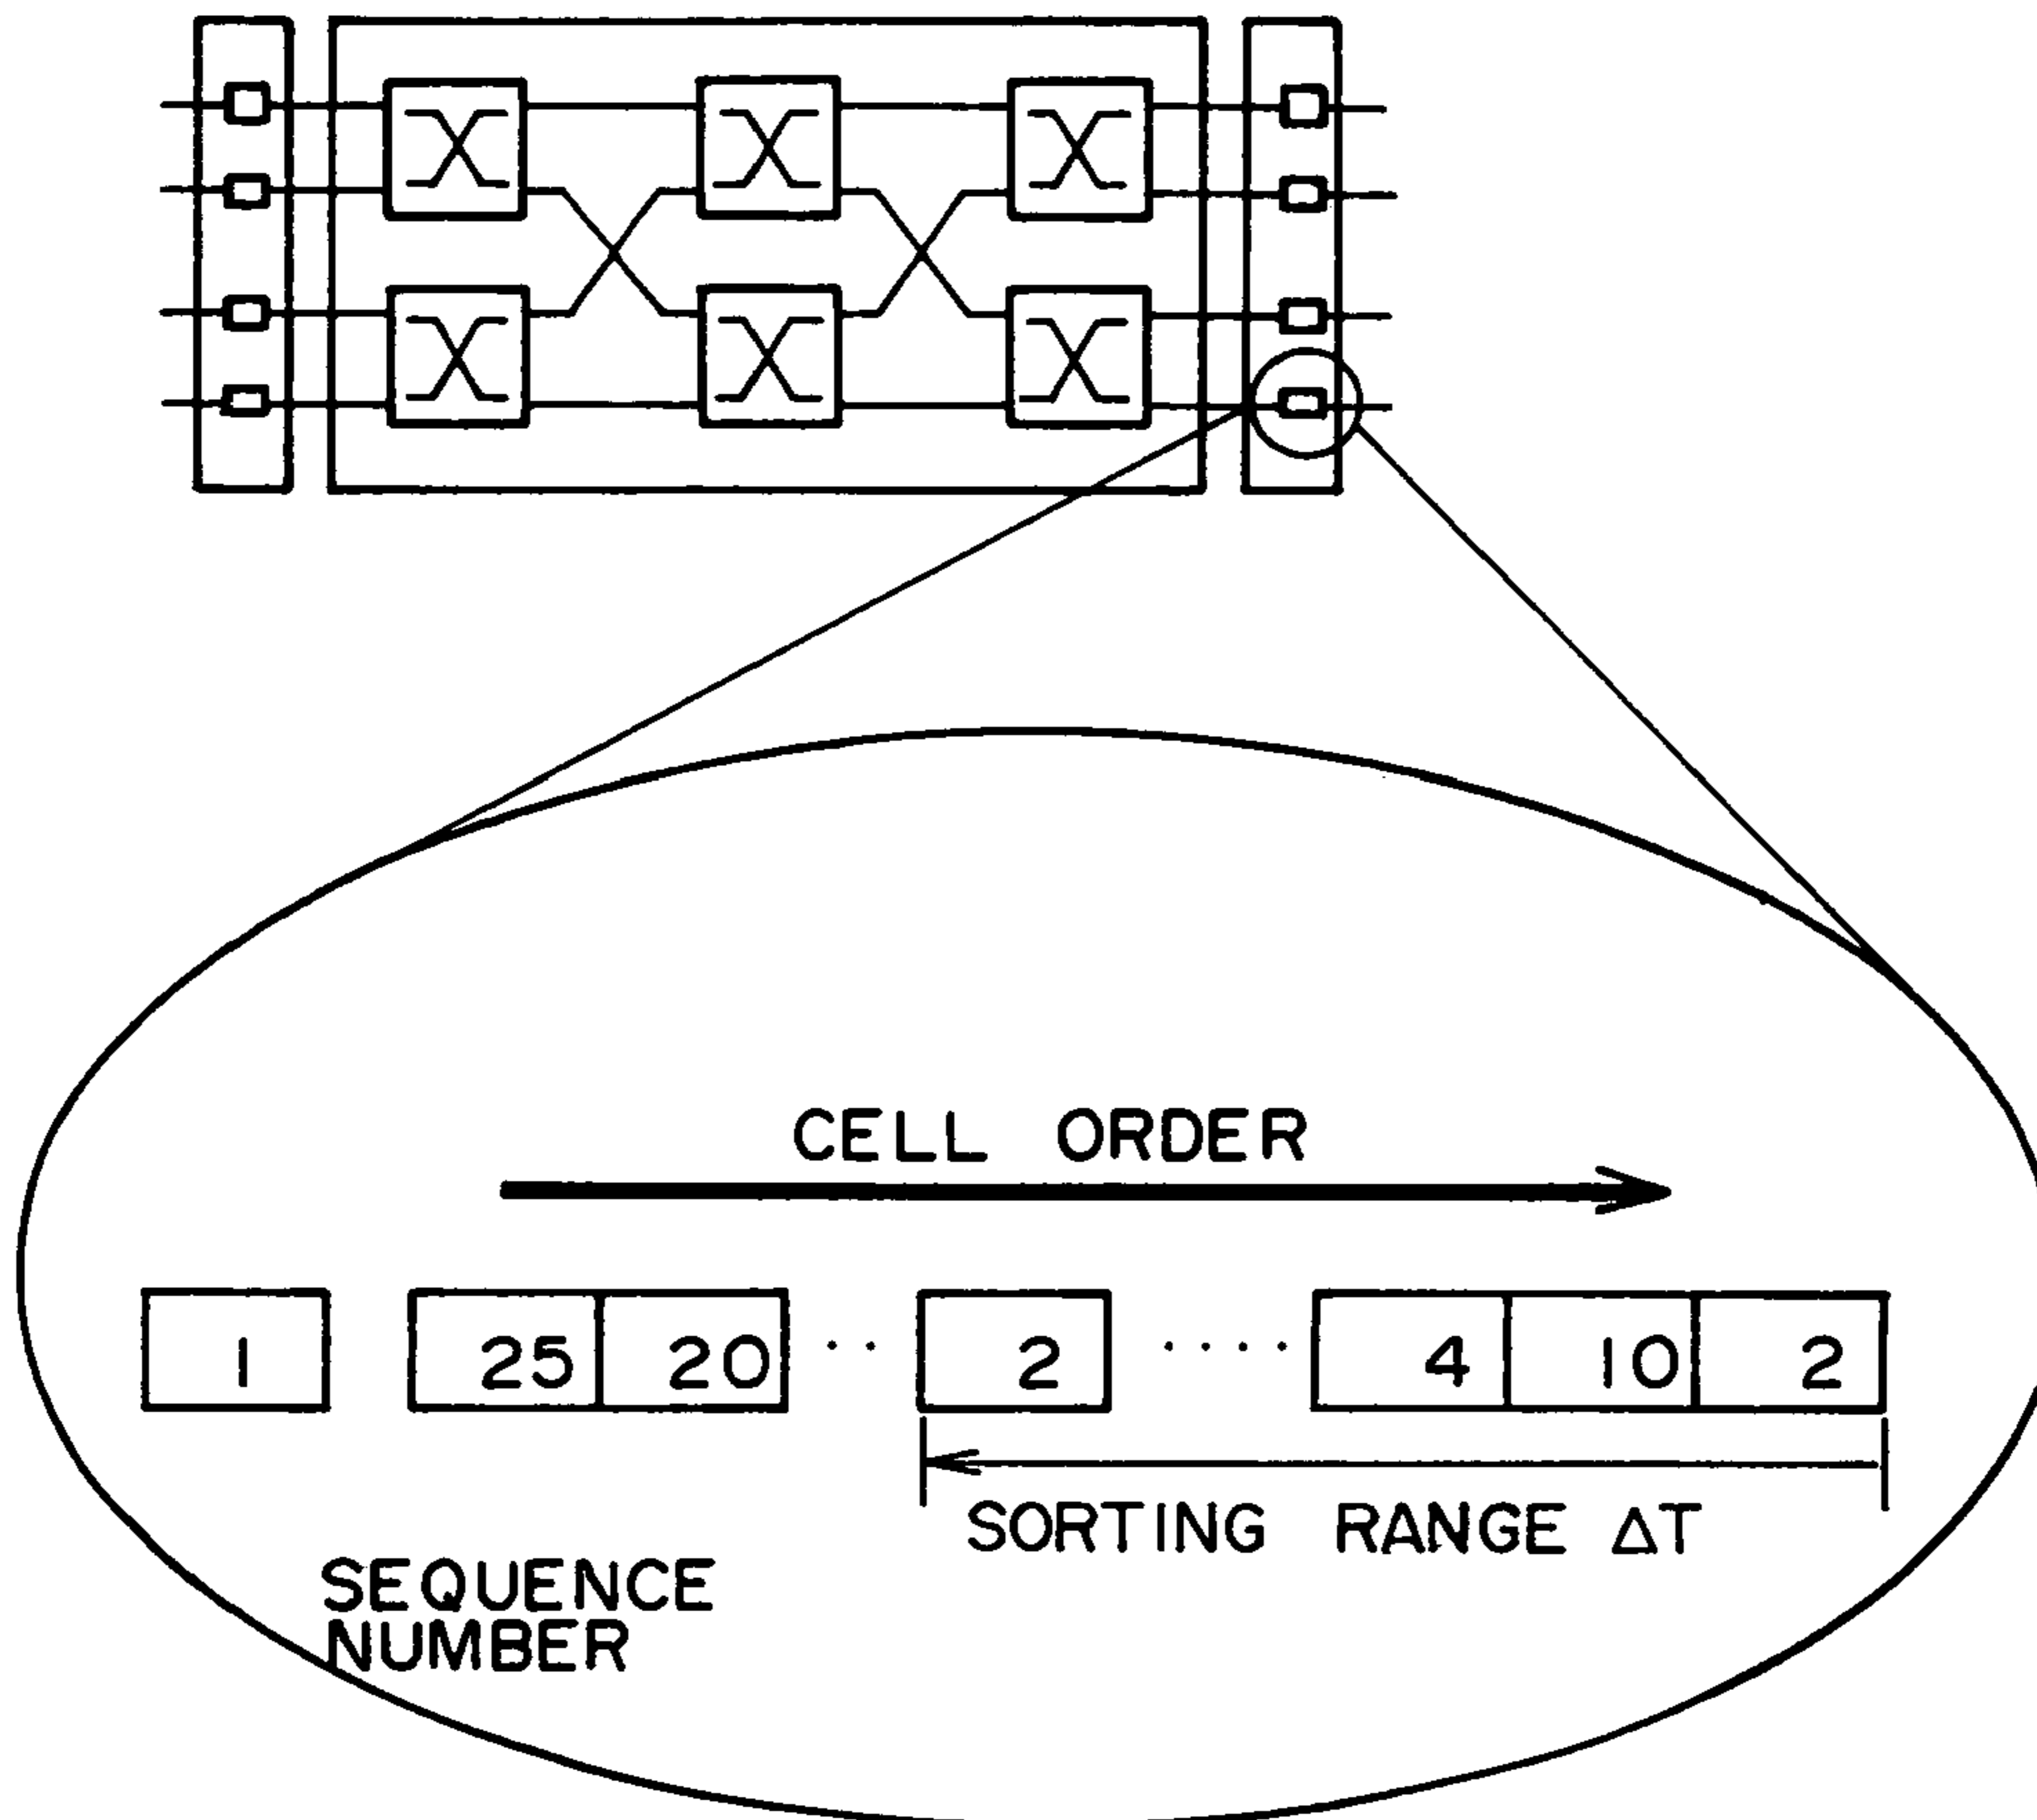 CELL ORDER
1 25 20 ·· 2 ···· 4 10 2
SORTING RANGE ΔT
SEQUENCE
NUMBER